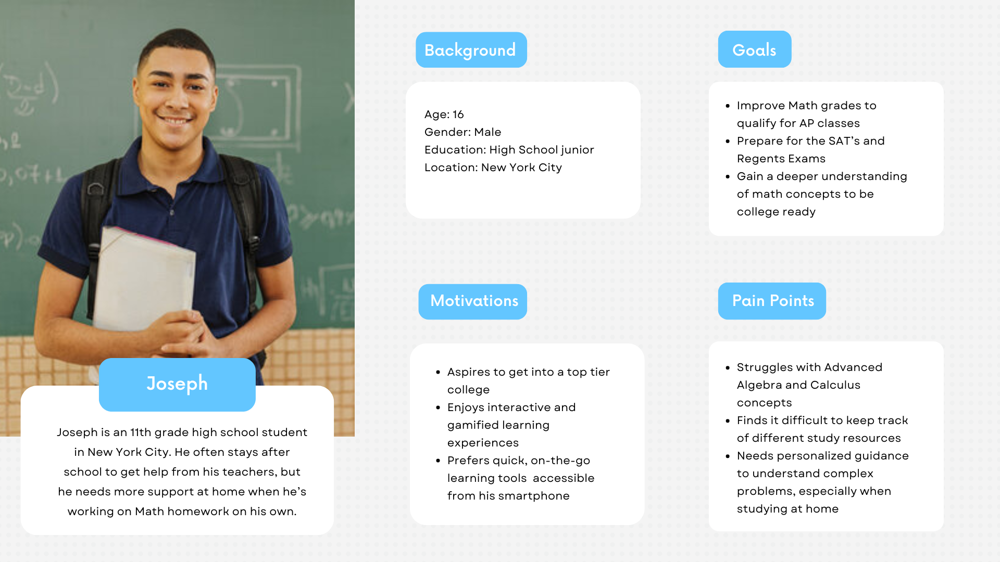 Joseph
Joseph is an 11th grade high school student
in New York City. He often stays after
school to get help from his teachers, but
he needs more support at home when he’s
working on Math homework on his own.
Background
Age: 16
Gender: Male
Education: High School junior
Location: New York City
Goals
• Improve Math grades to
qualify for AP classes
• Prepare for the SAT’s and
Regents Exams
• Gain a deeper understanding
of math concepts to be
college ready
Motivations
• Aspires to get into a top tier
college
• Enjoys interactive and
gamified learning
experiences
• Prefers quick, on-the-go
learning tools  accessible
from his smartphone
Pain Points
• Struggles with Advanced
Algebra and Calculus
concepts
• Finds it difficult to keep track
of different study resources
• Needs personalized guidance
to understand complex
problems, especially when
studying at home